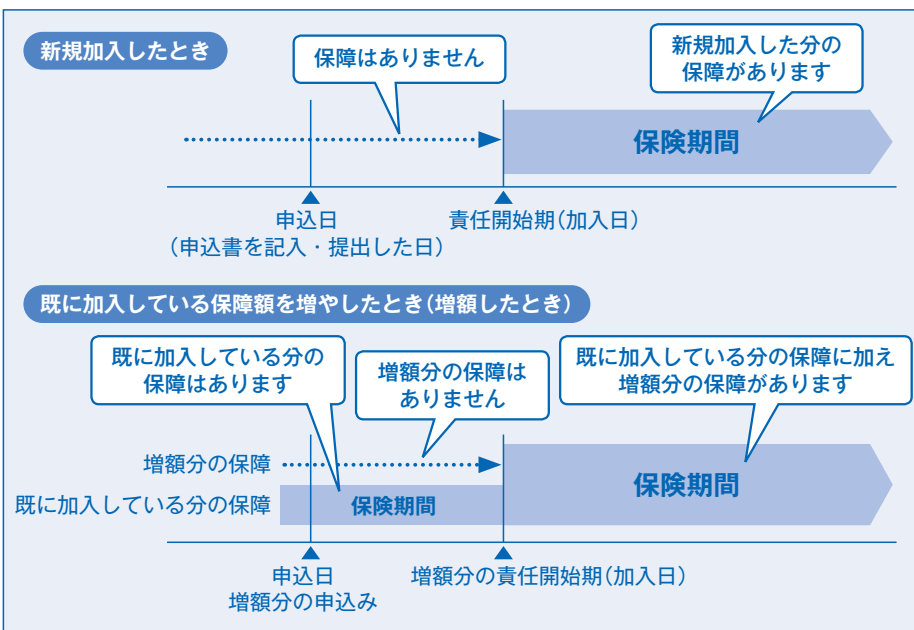 新規加入したとき
保障はありません
新規加入した分の
保障があります
保険期間
申込日
(申込書を記入・提出した日)
責任開始期(加入日)
既に加入している保障額を増やしたとき(増額したとき)
既に加入している分の
保障はあります
増額分の保障は
ありません
既に加入している分の保障に加え
増額分の保障があります
増額分の保障
既に加入している分の保障
保険期間
保険期間
申込日
増額分の申込み
増額分の責任開始期(加入日)